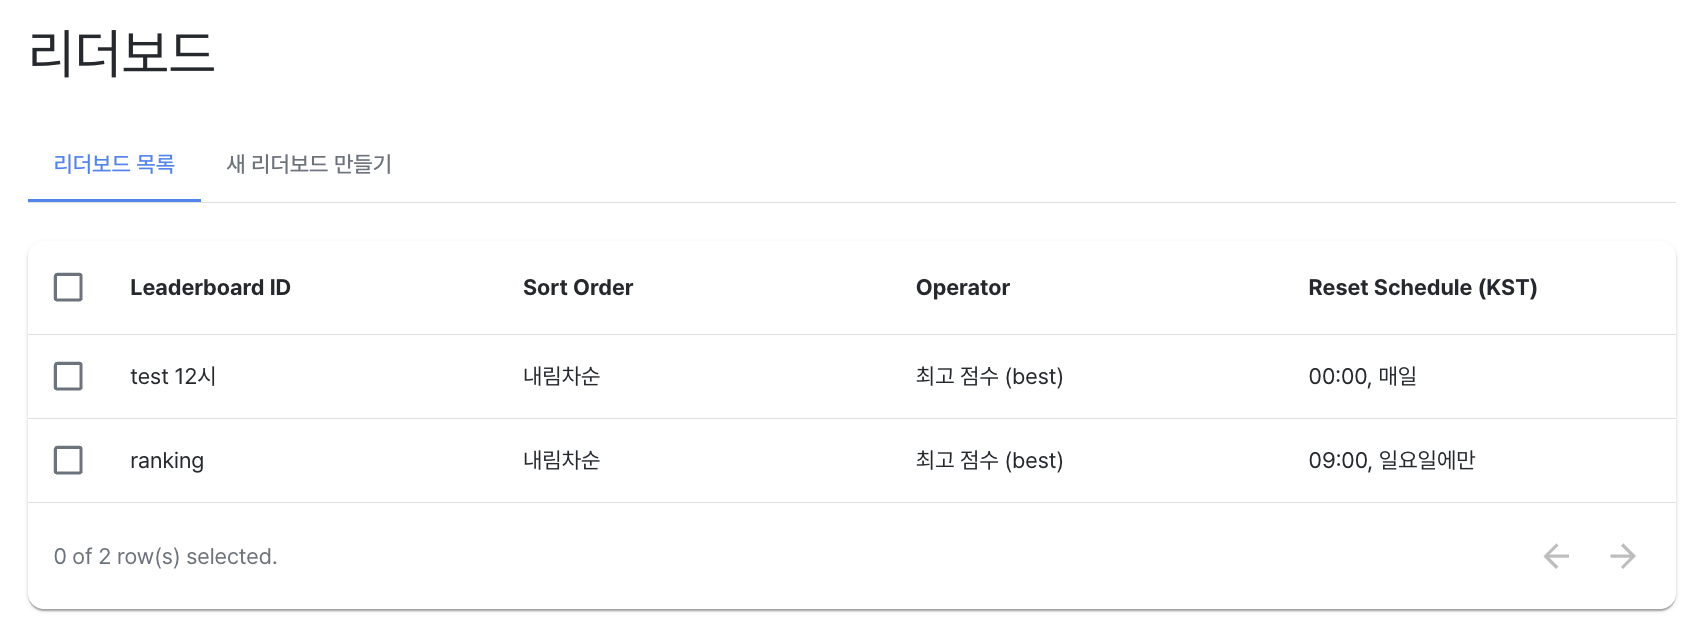 리더보드
리더보드 목록 새 리더보드 만들기
Leaderboard ID Sort Order Operator Reset Schedule (KST)
test 12시 내림차순 최고 점수 (best) 00:00, 매일
ranking 내림차순 최고 점수 (best) 09:00, 일요일에만
0 of 2 row(s) selected.